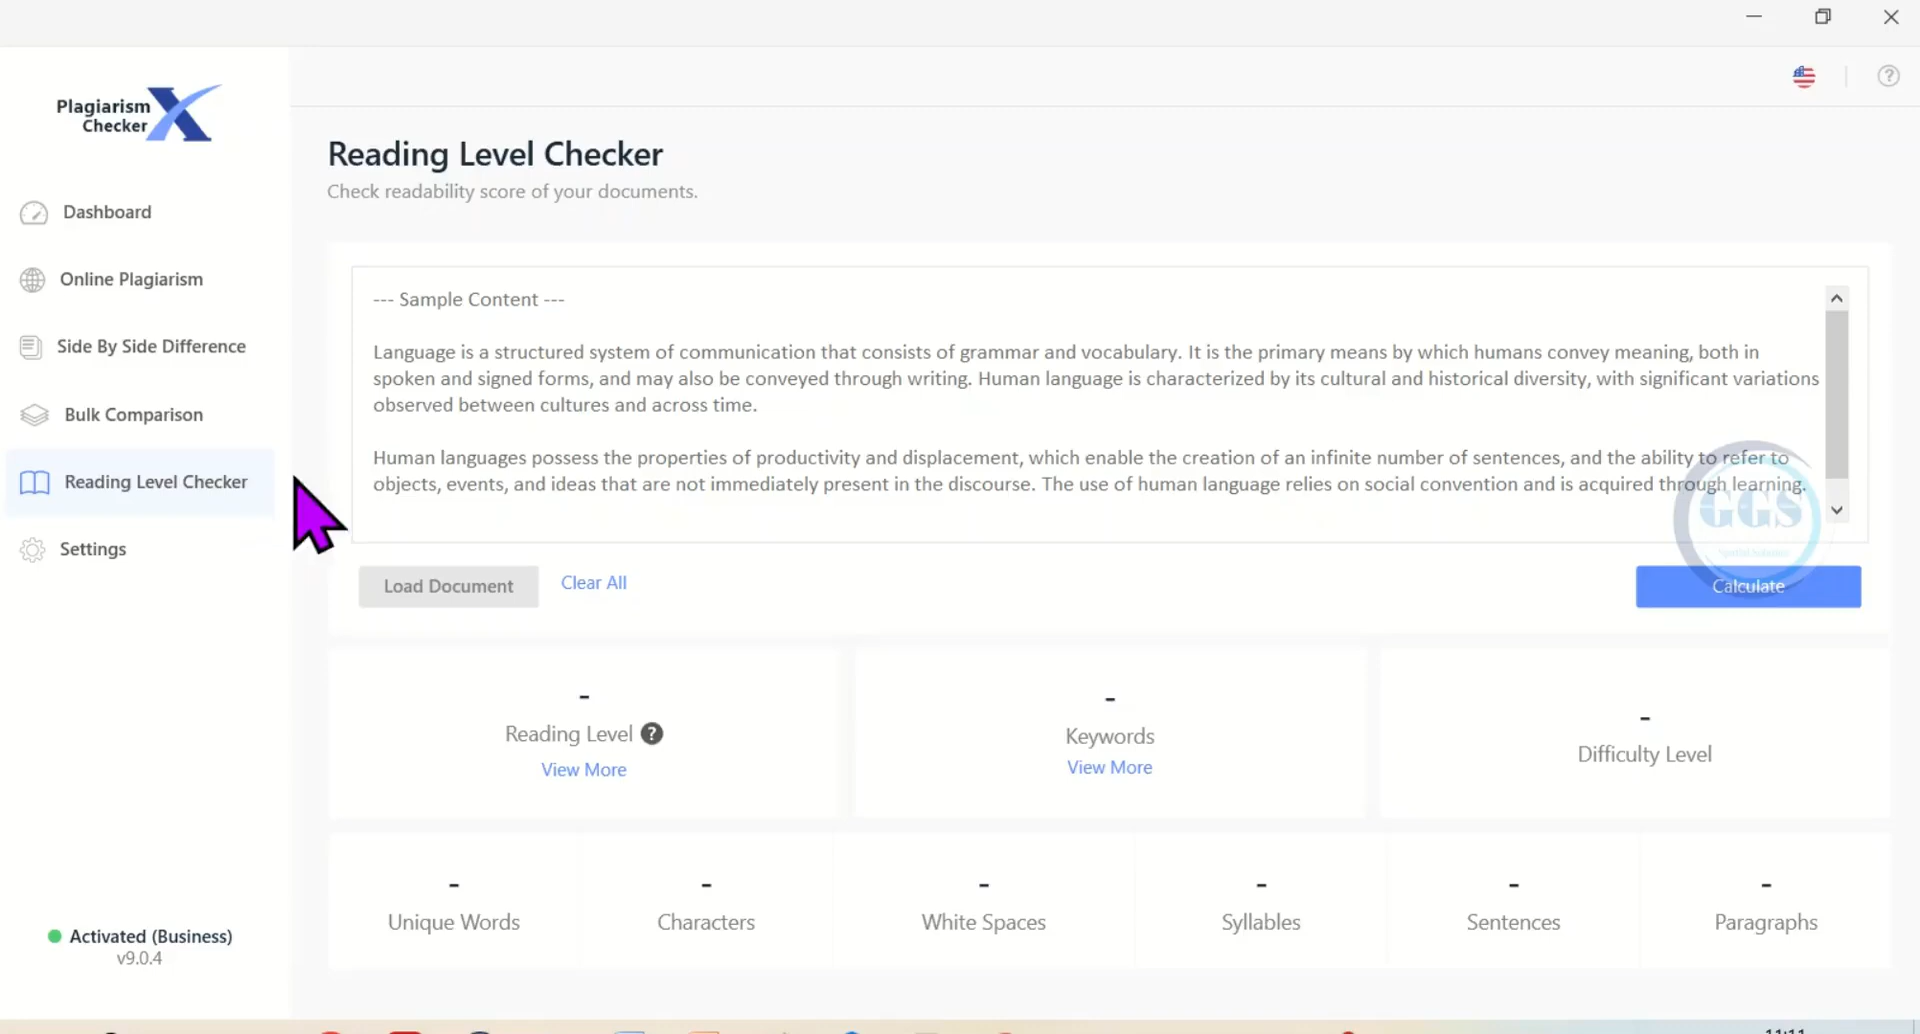 Plagiarism
Checker
X
Dashboard
Online Plagiarism
Side By Side Difference
Bulk Comparison
Reading Level Checker
Settings
Activated (Business)
v9.0.4
?
Reading Level Checker
Check readability score of your documents.
--- Sample Content ---
Language is a structured system of communication that consists of grammar and vocabulary. It is the primary means by which humans convey meaning, both in
spoken and signed forms, and may also be conveyed through writing. Human language is characterized by its cultural and historical diversity, with significant variations
observed between cultures and across time.
Human languages possess the properties of productivity and displacement, which enable the creation of an infinite number of sentences, and the ability to refer to
objects, events, and ideas that are not immediately present in the discourse. The use of human language relies on social convention and is acquired through learning.
GGS
Load Document
Clear All
Calculate
-
Reading Level ?
View More
-
Keywords
View More
-
Difficulty Level
-
Unique Words
-
Characters
-
White Spaces
-
Syllables
-
Sentences
-
Paragraphs